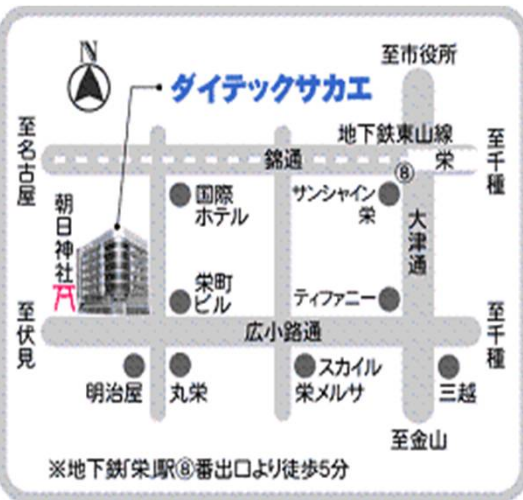 N
至市役所
ダイテックサカエ
地下鉄東山線
至名古屋
錦通
栄
至千種
⑧
国際
ホテル
サンシャイン
栄
朝日神社
大津通
栄町
ビル
ティファニー
至伏見
広小路通
至千種
明治屋
丸栄
スカイル
栄メルサ
三越
至金山
※地下鉄「栄」駅⑧番出口より徒歩5分